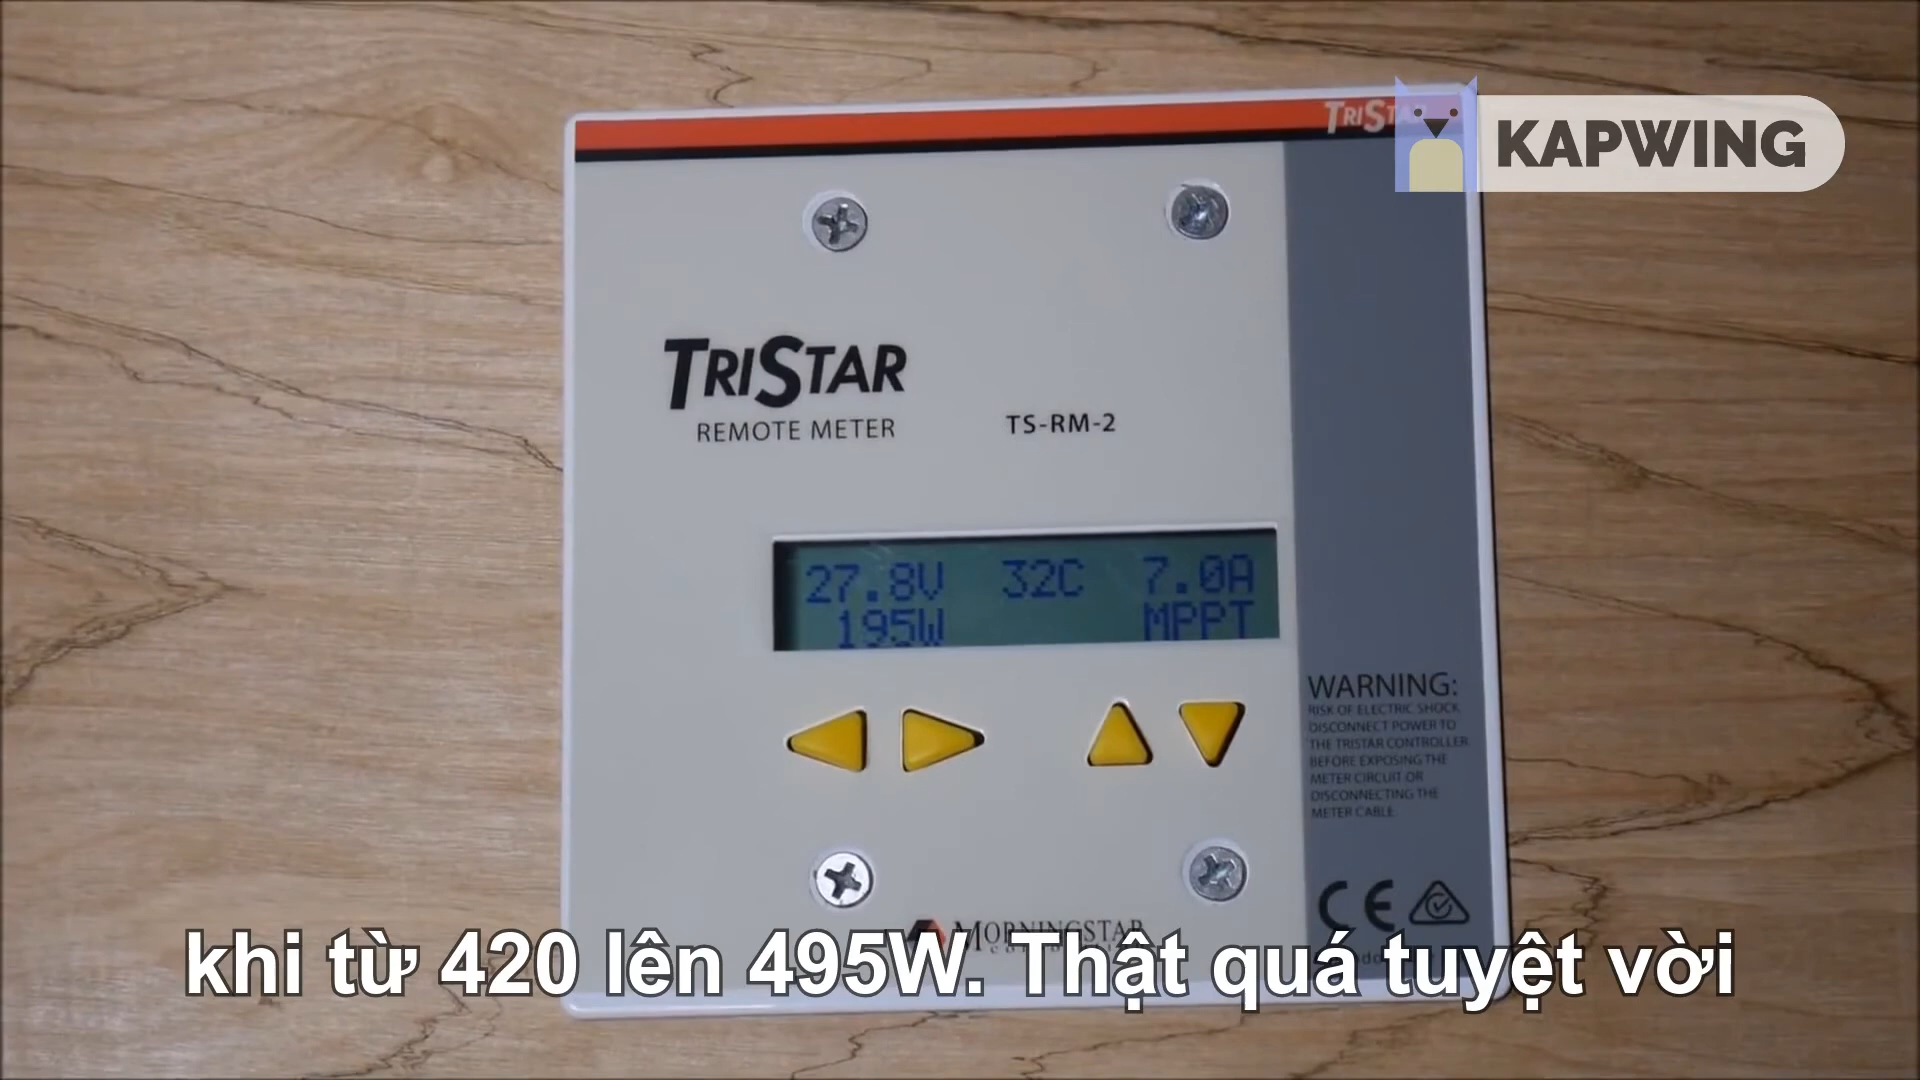 TRISTAR
KAPWING
TRISTAR
REMOTE METER
TS-RM-2
27.8V 32C 7.0A
195W MPPT
WARNING:
RISK OF ELECTRIC SHOCK
DISCONNECT POWER TO
THE TRISTAR CONTROLLER
BEFORE EXPOSING THE
METER CIRCUIT OR
DISCONNECTING THE
METER CABLE.
CE
MORNINGSTAR
khi từ 420 lên 495W. Thật quá tuyệt vời